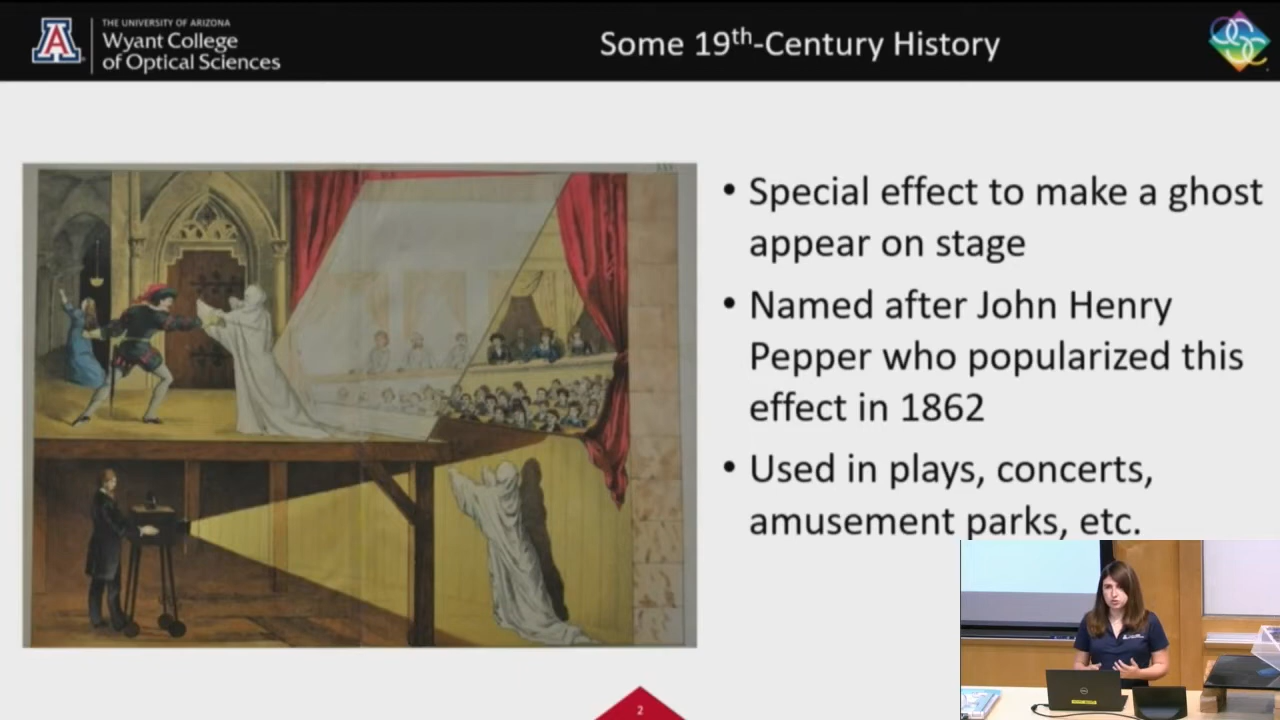 THE UNIVERSITY OF ARIZONA
Wyant College
of Optical Sciences
Some 19th-Century History
• Special effect to make a ghost
appear on stage
• Named after John Henry
Pepper who popularized this
effect in 1862
• Used in plays, concerts,
amusement parks, etc.
2